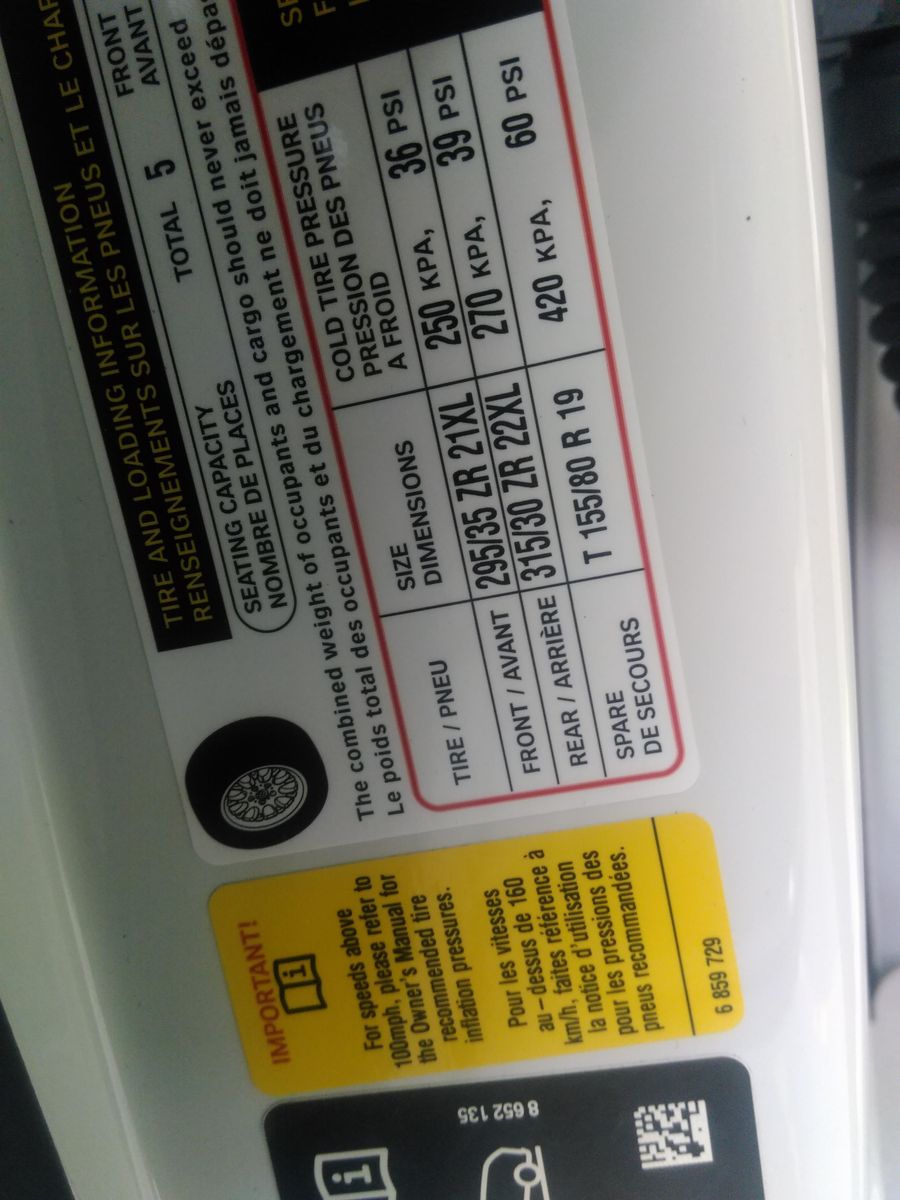 TIRE AND LOADING INFORMATION
RENSEIGNEMENTS SUR LES PNEUS ET LE
SEATING CAPACITY
NOMBRE DE PLACES
TOTAL 5
FRONT
AVANT
The combined weight of occupants and cargo should never exceed
Le poids total des occupants et du chargement ne doit jamais
TIRE / PNEU
SIZE
DIMENSIONS
COLD TIRE PRESSURE
PRESSION DES PNEUS
A FROID
FRONT / AVANT 295/35 ZR 21XL 250 KPA, 36 PSI
REAR / ARRIÈRE 315/30 ZR 22XL 270 KPA, 39 PSI
SPARE
DE SECOURS
T 155/80 R 19 420 KPA, 60 PSI
IMPORTANT!
For speeds above
100mph, please refer to
the Owner's Manual for
recommended tire
inflation pressures.
Pour les vitesses
au-dessus de 160
km/h, faites référence à
la notice d'utilisation
pour les pressions des
pneus recommandées.
6 859 729
8 652 135